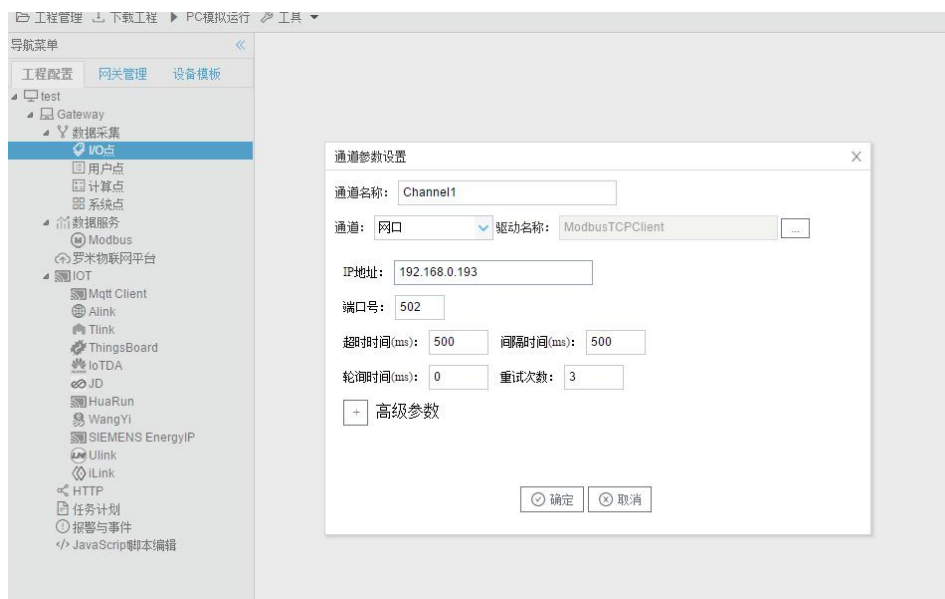 工程管理 下载工程 PC模拟运行 工具
导航菜单
工程配置 网关管理 设备模板
test
Gateway
数据采集
I/O点
用户点
计算点
系统点
数据服务
Modbus
罗米物联网平台
IOT
Mqtt Client
Alink
Tlink
ThingsBoard
IoTDA
JD
HuaRun
WangYi
SIEMENS EnergyIP
Ulink
iLink
HTTP
任务计划
报警与事件
JavaScrip脚本编辑
通道参数设置
通道名称: Channel1
通道: 网口 驱动名称: ModbusTCPClient ...
IP地址: 192.168.0.193
端口号: 502
超时时间(ms): 500 间隔时间(ms): 500
轮询时间(ms): 0 重试次数: 3
+ 高级参数
确定 取消